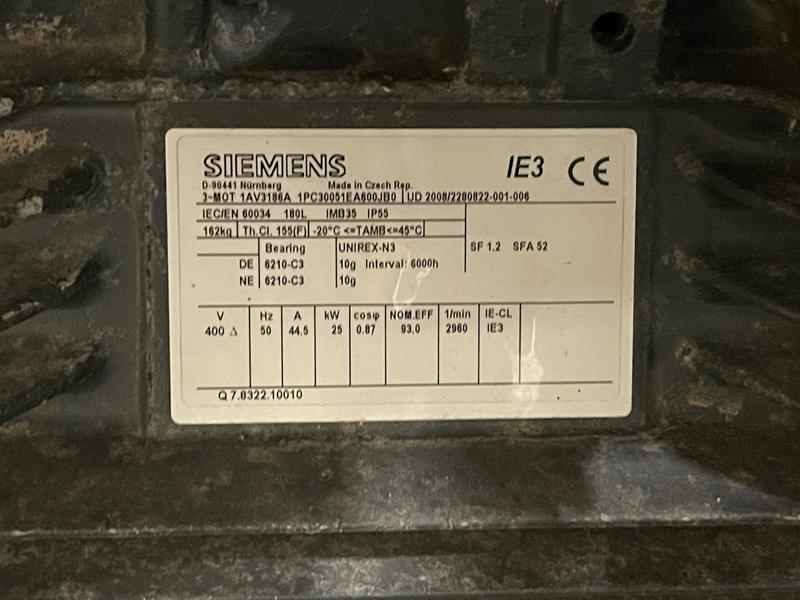 SIEMENS IE3 CE
D-90441 Nürnberg Made in Czech Rep.
3-MOT 1AV3186A 1PC30051EA600JB0 UD 2008/2280822-001-006
IEC/EN 60034 180L IMB35 IP55
162kg Th.Cl. 155(F) -20°C <=TAMB<=45°C
Bearing UNIREX-N3 SF 1.2 SFA 52
DE 6210-C3 10g Interval: 6000h
NE 6210-C3 10g
V Hz A kW cosφ NOM.EFF 1/min IE-CL
400 Δ 50 44.5 25 0.87 93.0 2960 IE3
Q 7.8322.10010